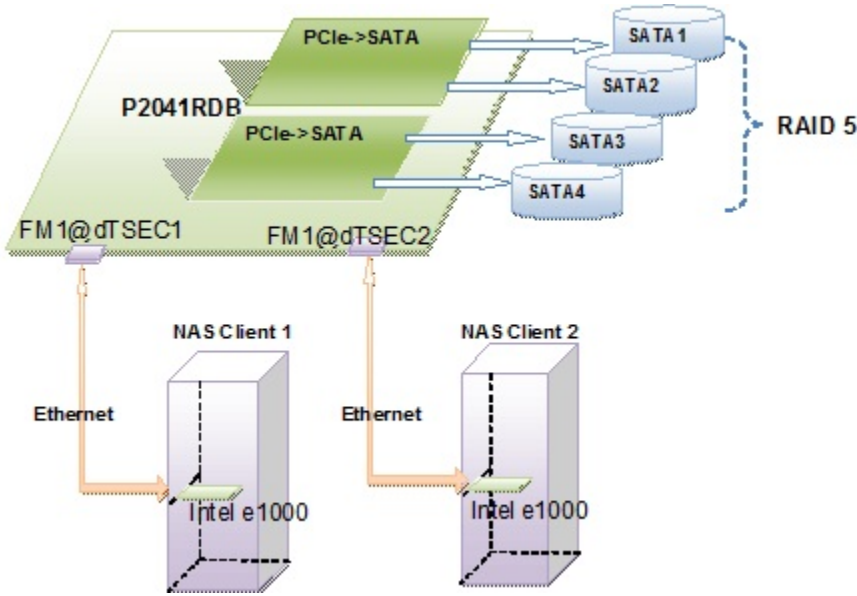 PCIe->SATA
SATA1
SATA2
P2041RDB
PCIe->SATA
SATA3
RAID 5
SATA4
FM1@dTSEC1
FM1@dTSEC2
NAS Client 1
NAS Client 2
Ethernet
Ethernet
Intel e1000
Intel e1000